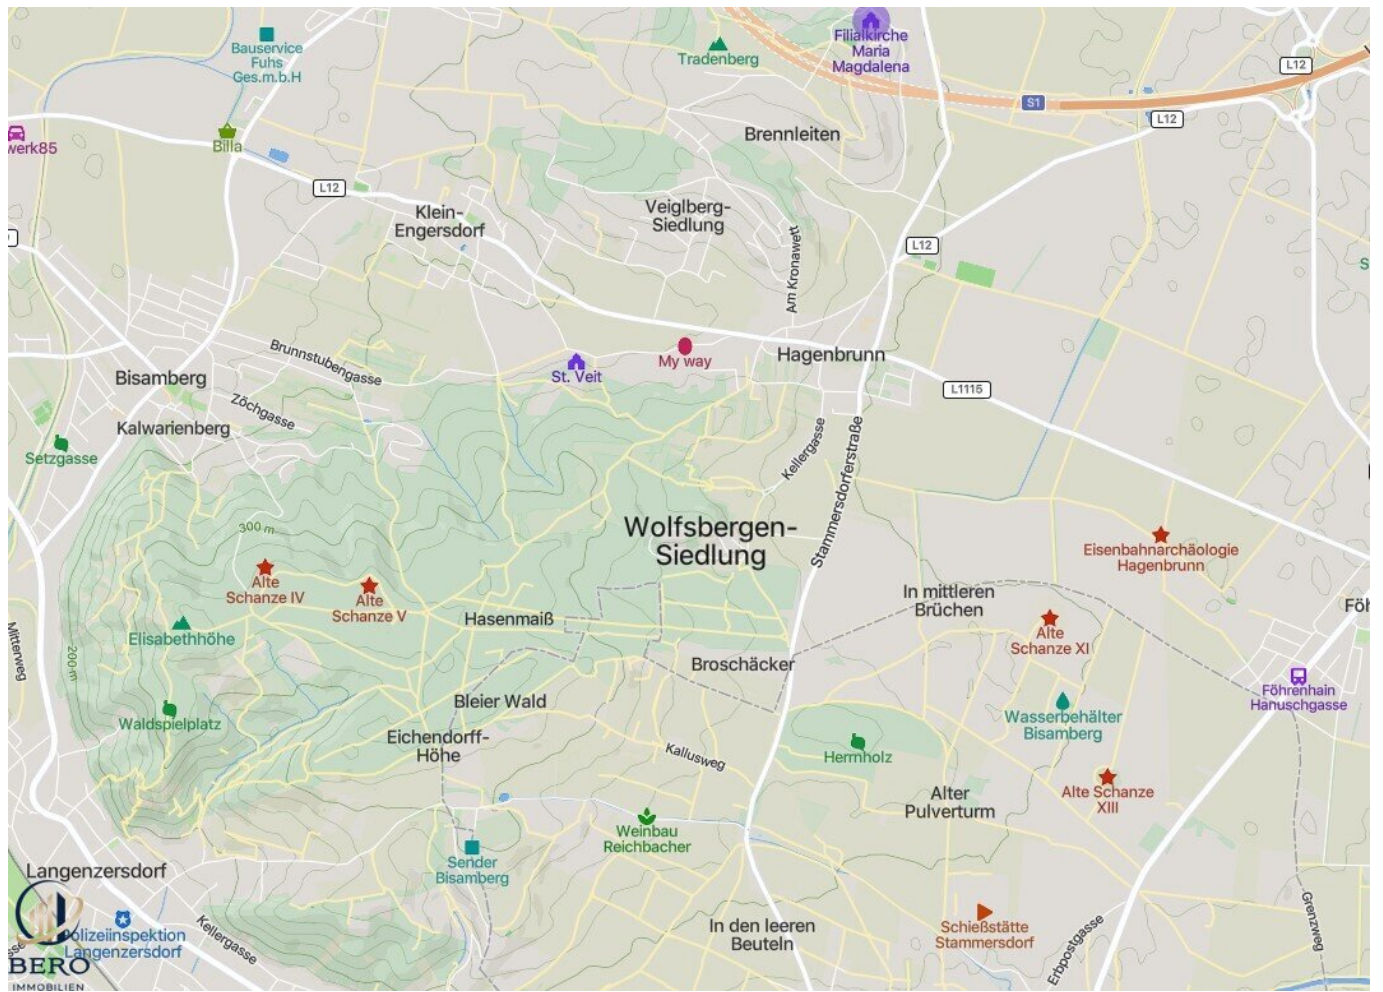 Bauservice
Fuhs
Ges.m.b.H
Tradenberg
Filialkirche
Maria
Magdalena
L12
S1
L12
werk85
Billa
Brennleiten
L12
Klein-
Engersdorf
Veiglberg-
Siedlung
Am Kronawett
L12
Brunnstubengasse
St. Veit
My way
Hagenbrunn
L1115
Bisamberg
Zöchgasse
Kalwarienberg
Setzgasse
Kellergasse
Stammersdorferstraße
300 m
Wolfsbergen-
Siedlung
Eisenbahnarchäologie
Hagenbrunn
Alte
Schanze IV
Alte
Schanze V
In mittleren
Brüchen
Föh
Hasenmaiß
Alte
Schanze XI
Elisabethhöhe
Mitterweg
200 m
Broschäcker
Föhrenhain
Hanuschgasse
Bleier Wald
Waldspielplatz
Wasserbehälter
Bisamberg
Eichendorff-
Höhe
Kallusweg
Herrnholz
Alter
Pulverturm
Alte Schanze
XIII
Weinbau
Reichbacher
Sender
Bisamberg
Langenzersdorf
Polizeiinspektion
Langenzersdorf
Kellergasse
In den leeren
Beuteln
Schießstätte
Stammersdorf
Erbpostgasse
Grenzweg
BERO
IMMOBILIEN